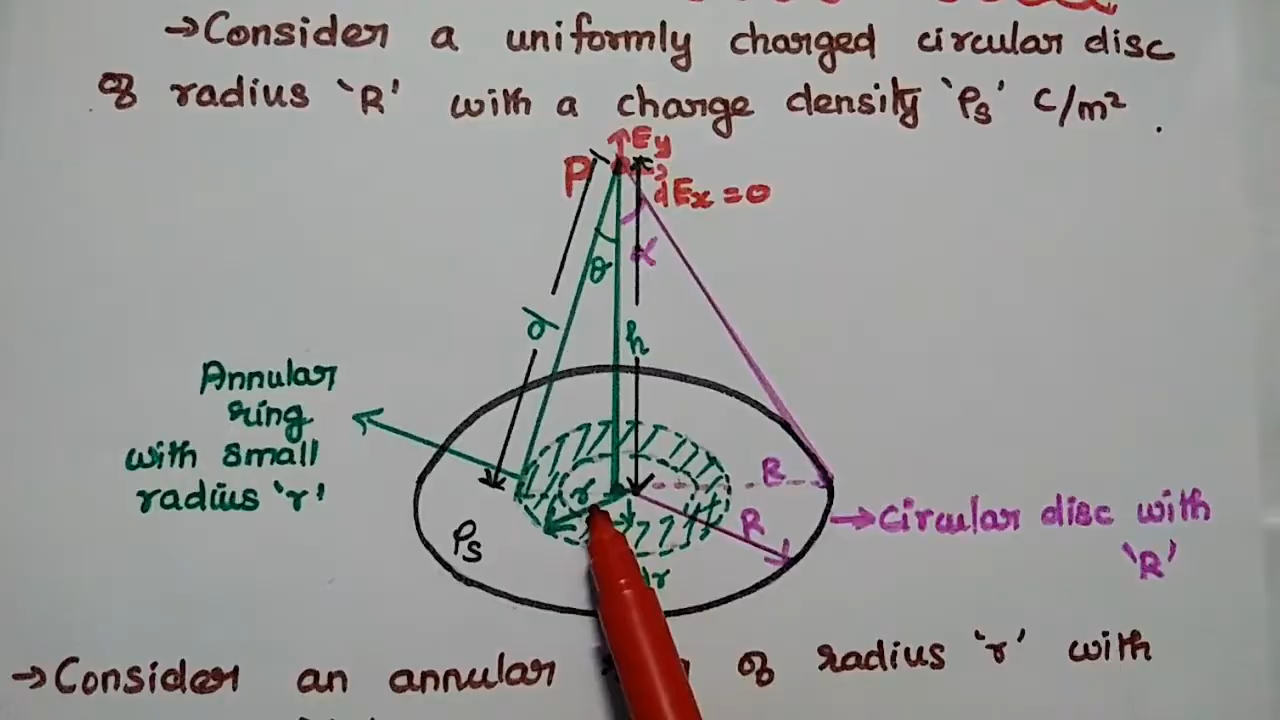 →Consider a uniformly charged circular disc
of radius 'R' with a charge density 'ρs' C/m² .
Ey
P
dEx = 0
θ
α
d
h
Annular
ring
with small
radius 'r'
r
R
R
ρs
dr
→Circular disc with
'R'
→Consider an annular of radius 'r' with